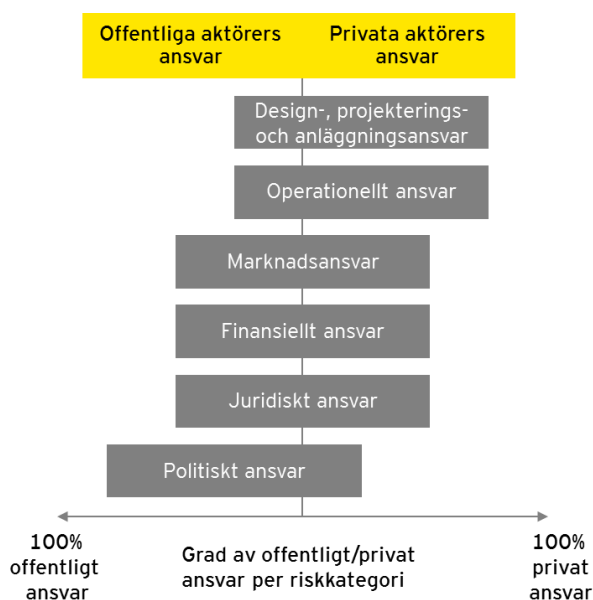 Offentliga aktörers
ansvar
Privata aktörers
ansvar
Design-, projekterings-
och anläggningsansvar
Operationellt ansvar
Marknadsansvar
Finansiellt ansvar
Juridiskt ansvar
Politiskt ansvar
100%
offentligt
ansvar
Grad av offentligt/privat
ansvar per riskkategori
100%
privat
ansvar